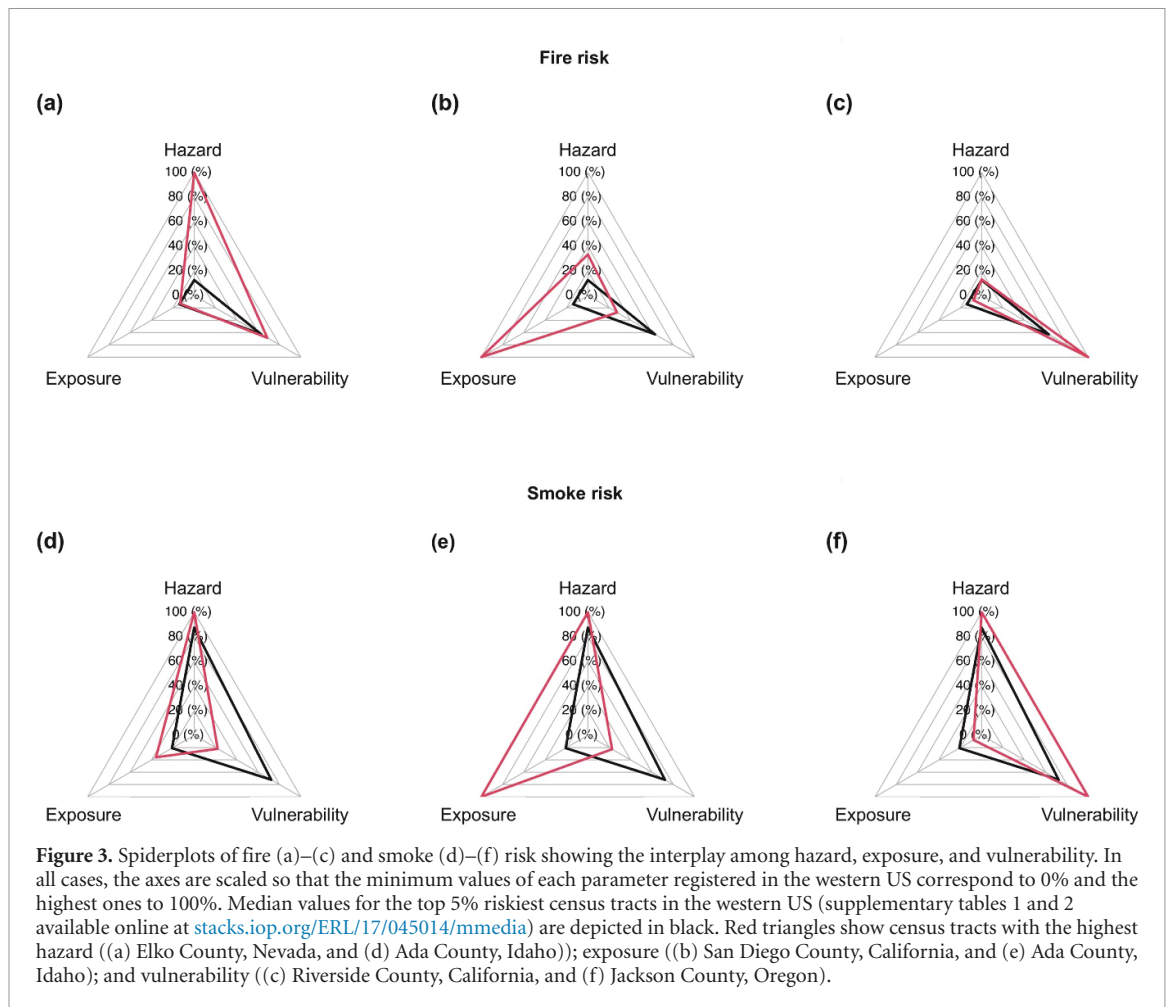 Fire risk
(a)
(b)
(c)
Hazard
100 (%)
80 (%)
60 (%)
40 (%)
20 (%)
0 (%)
Exposure
Vulnerability
Hazard
100 (%)
80 (%)
60 (%)
40 (%)
20 (%)
0 (%)
Exposure
Vulnerability
Hazard
100 (%)
80 (%)
60 (%)
40 (%)
20 (%)
0 (%)
Exposure
Vulnerability
Smoke risk
(d)
(e)
(f)
Hazard
100 (%)
80 (%)
60 (%)
40 (%)
20 (%)
0 (%)
Exposure
Vulnerability
Hazard
100 (%)
80 (%)
60 (%)
40 (%)
20 (%)
0 (%)
Exposure
Vulnerability
Hazard
100 (%)
80 (%)
60 (%)
40 (%)
20 (%)
0 (%)
Exposure
Vulnerability
Figure 3. Spiderplots of fire (a)–(c) and smoke (d)–(f) risk showing the interplay among hazard, exposure, and vulnerability. In
all cases, the axes are scaled so that the minimum values of each parameter registered in the western US correspond to 0% and the
highest ones to 100%. Median values for the top 5% riskiest census tracts in the western US (supplementary tables 1 and 2
available online at stacks.iop.org/ERL/17/045014/mmedia) are depicted in black. Red triangles show census tracts with the highest
hazard ((a) Elko County, Nevada, and (d) Ada County, Idaho)); exposure ((b) San Diego County, California, and (e) Ada County,
Idaho); and vulnerability ((c) Riverside County, California, and (f) Jackson County, Oregon).